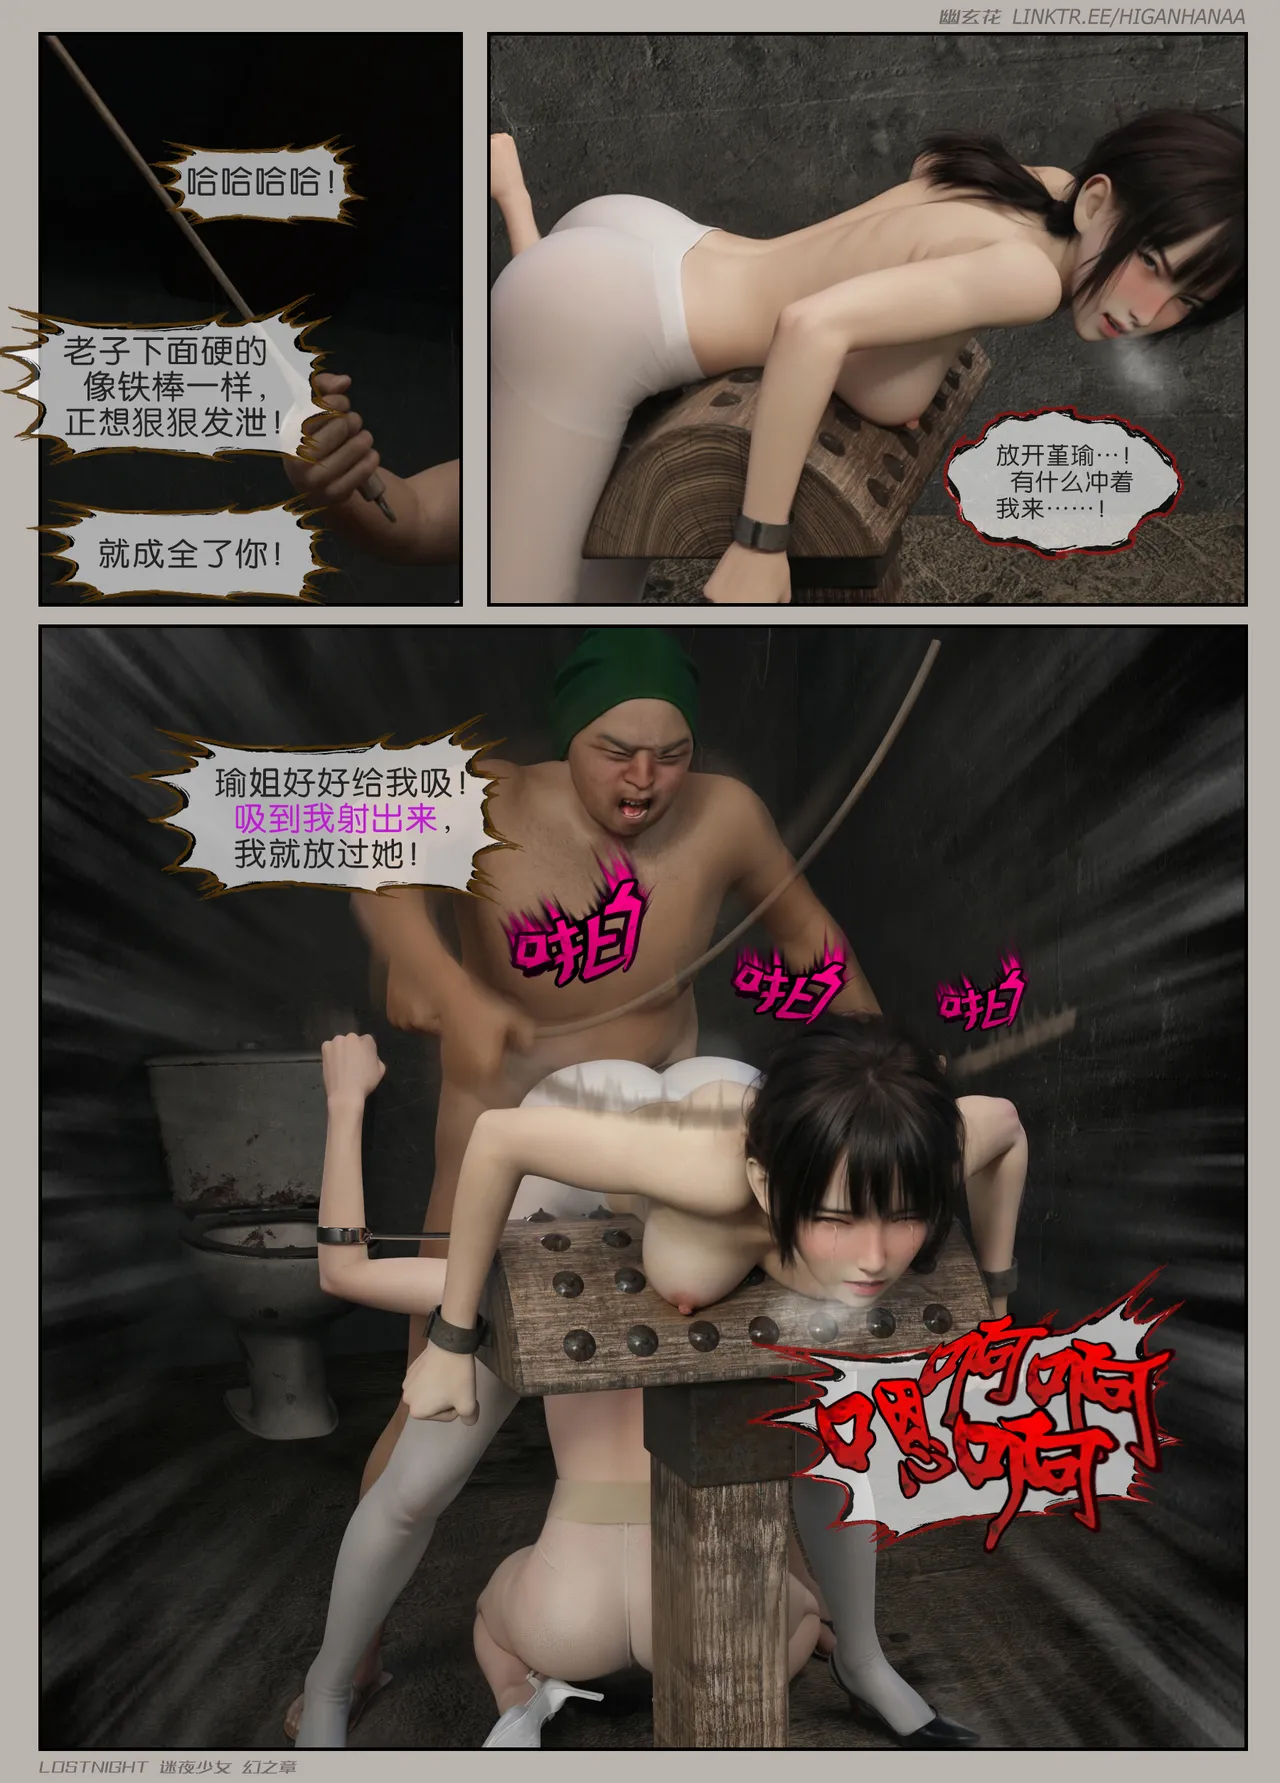 幽玄花 LINKTR.EE/HIGANHANAA
哈哈哈哈！
老子下面硬的
像铁棒一样，
正想狠狠发泄！
就成全了你！
放开堇瑜…！
有什么冲着
我来……！
瑜姐好好给我吸！
吸到我射出来，
我就放过她！
啪
啪
啪
嗯啊啊
啊
LOSTNIGHT 迷夜少女 幻之章